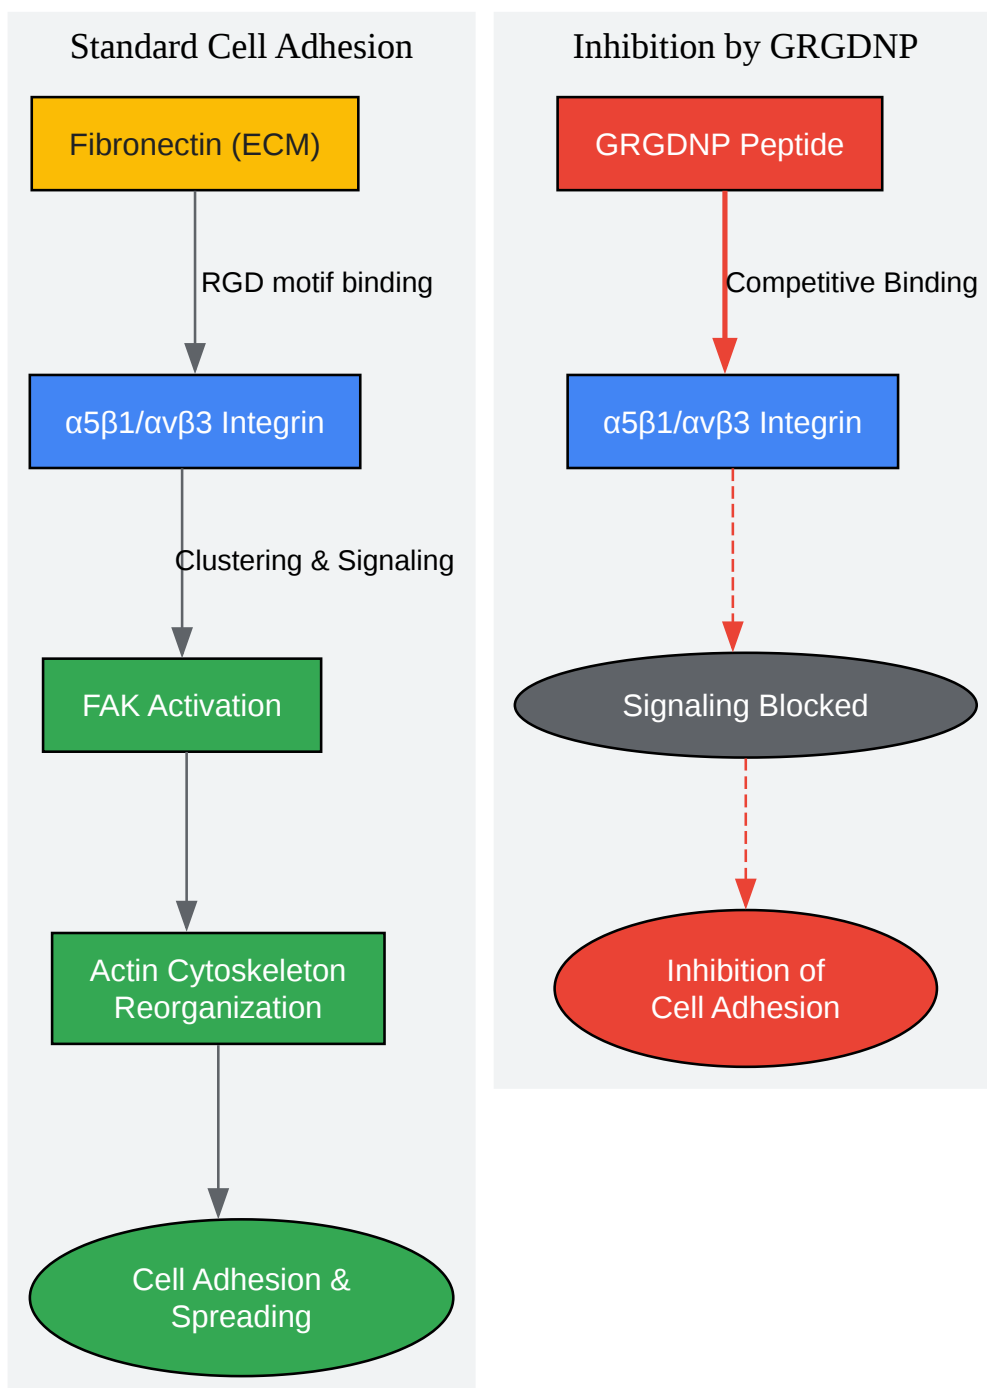 Standard Cell Adhesion
Fibronectin (ECM)
RGD motif binding
α5β1/αvβ3 Integrin
Clustering & Signaling
FAK Activation
Actin Cytoskeleton
Reorganization
Cell Adhesion &
Spreading
Inhibition by GRGDNP
GRGDNP Peptide
Competitive Binding
α5β1/αvβ3 Integrin
Signaling Blocked
Inhibition of
Cell Adhesion